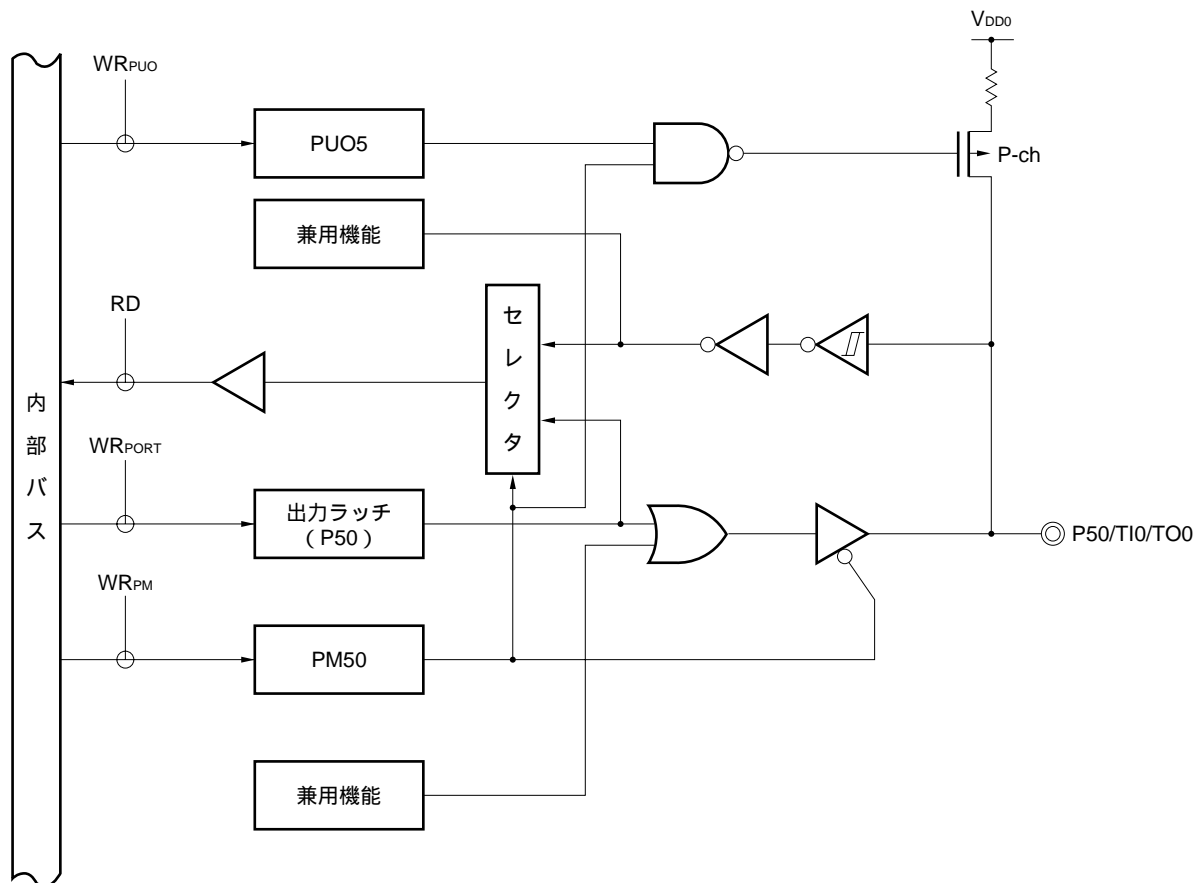 VDD0
WRPUO
PUO5
P-ch
兼用機能
RD
セレクタ
内部バス
WRPORT
出力ラッチ
(P50)
P50/TI0/TO0
WRPM
PM50
兼用機能